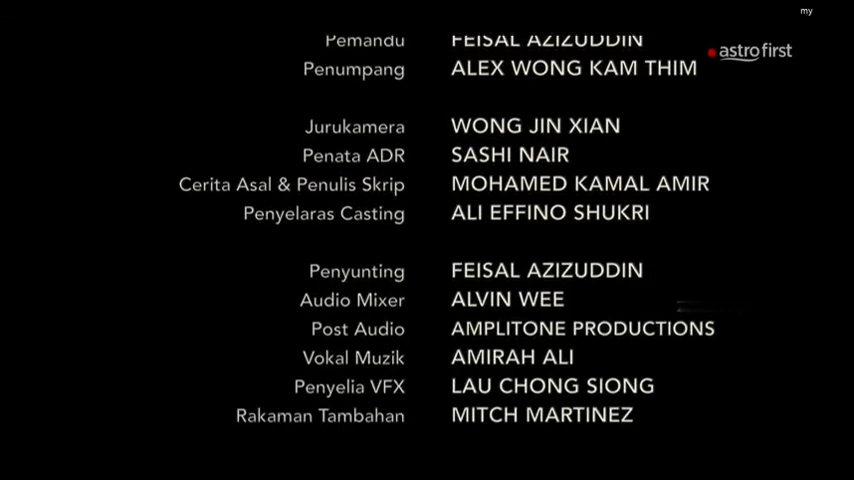 my
Pemandu FEISAL AZIZUDDIN
astro first
Penumpang ALEX WONG KAM THIM
Jurukamera WONG JIN XIAN
Penata ADR SASHI NAIR
Cerita Asal & Penulis Skrip MOHAMED KAMAL AMIR
Penyelaras Casting ALI EFFINO SHUKRI
Penyunting FEISAL AZIZUDDIN
Audio Mixer ALVIN WEE
Post Audio AMPLITONE PRODUCTIONS
Vokal Muzik AMIRAH ALI
Penyelia VFX LAU CHONG SIONG
Rakaman Tambahan MITCH MARTINEZ